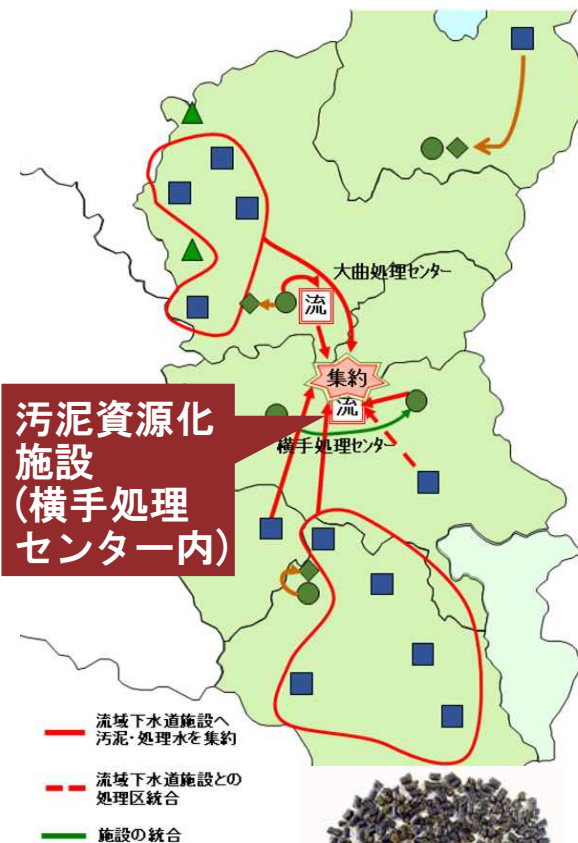 大曲処理センター
流
集約
流
横手処理センター
汚泥資源化
施設
(横手処理
センター内)
流域下水道施設へ
汚泥・処理水を集約
流域下水道施設との
処理区統合
施設の統合